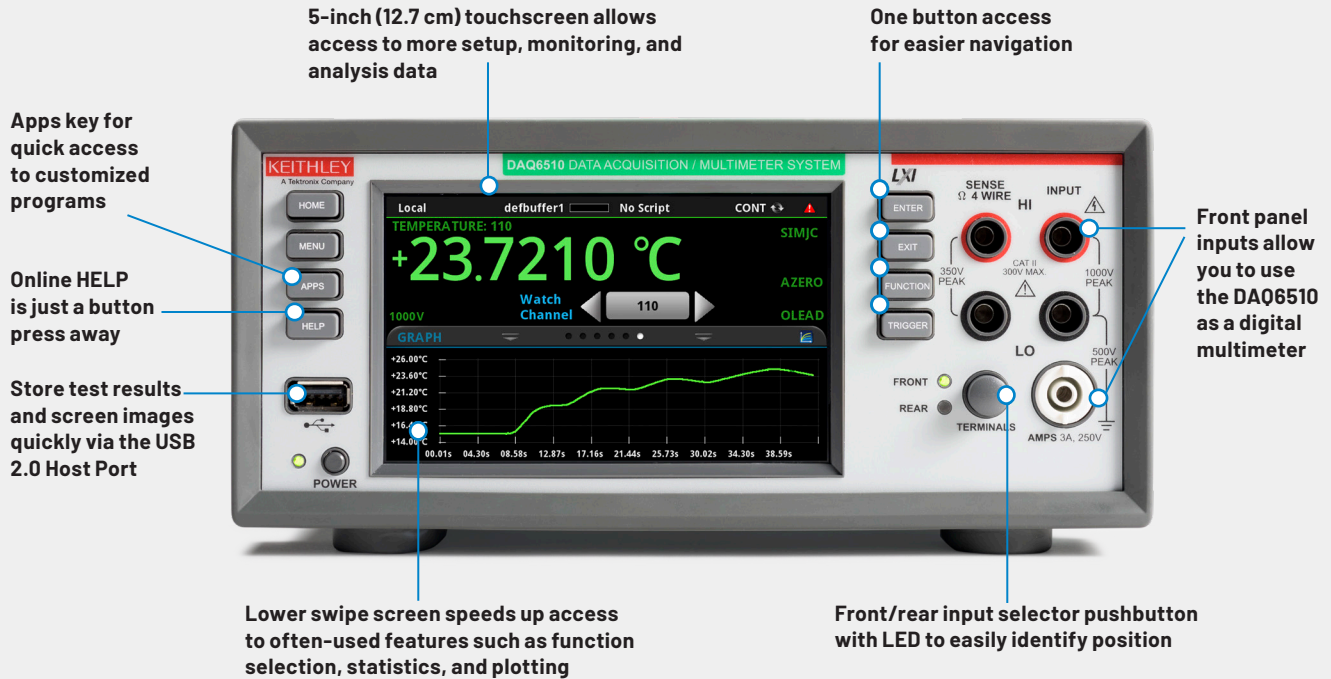 5-inch (12.7 cm) touchscreen allows
access to more setup, monitoring, and
analysis data
One button access
for easier navigation
Apps key for
quick access
to customized
programs
Online HELP
is just a button
press away
Store test results
and screen images
quickly via the USB
2.0 Host Port
KEITHLEY
A Tektronix Company
DAQ6510 DATA ACQUISITION / MULTIMETER SYSTEM
HOME
MENU
APPS
HELP
POWER
Local defbuffer1 No Script CONT
TEMPERATURE: 110
+23.7210 °C
SIMJC
AZERO
OLEAD
Watch
Channel
110
1000V
GRAPH
+26.00°C
+23.60°C
+21.20°C
+18.80°C
+16.4
+14.00°C
00.01s 04.30s 08.58s 12.87s 17.16s 21.44s 25.73s 30.02s 34.30s 38.59s
LXI
ENTER
EXIT
FUNCTION
TRIGGER
SENSE
Ω 4 WIRE
INPUT
HI
CAT II
300V MAX.
350V
PEAK
1000V
PEAK
LO
500V
PEAK
FRONT
REAR
TERMINALS
AMPS 3A, 250V
Front panel
inputs allow
you to use
the DAQ6510
as a digital
multimeter
Lower swipe screen speeds up access
to often-used features such as function
selection, statistics, and plotting
Front/rear input selector pushbutton
with LED to easily identify position